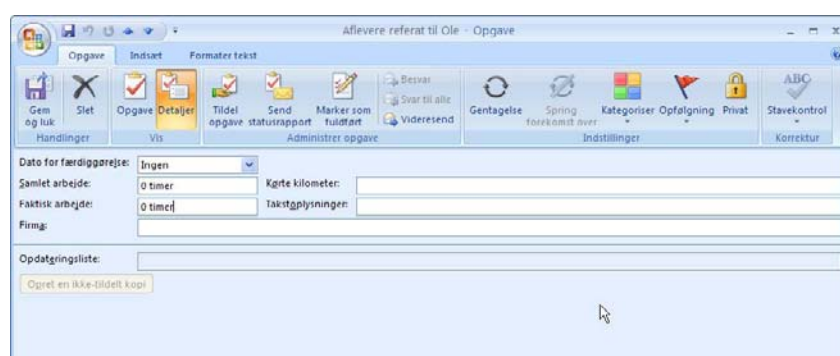 Aflevere referat til Ole - Opgave
Opgave Indsæt Formater tekst
Gem og luk
Slet
Opgave
Detaljer
Tildel opgave
Send statusrapport
Marker som fuldført
Besvar
Svar til alle
Videresend
Gentagelse
Spring forekomst over
Kategoriser
Opfølgning
Privat
ABC
Stavekontrol
Handlinger Vis Administrer opgave Indstillinger Korrektur
Dato for færdiggørelse: Ingen
Samlet arbejde: 0 timer Kørte kilometer:
Faktisk arbejde: 0 timer Takstoplysninger:
Firma:
Opdateringsliste:
Opret en ikke-tildelt kopi